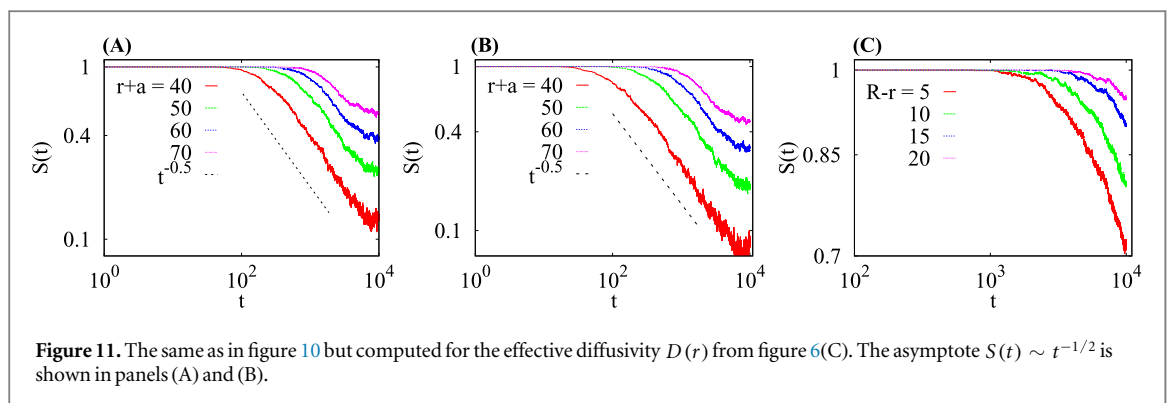 (A)
(B)
(C)
1
0.4
0.1
S(t)
r+a = 40
50
60
70
t^-0.5
10^0
10^2
10^4
t
1
0.4
0.1
S(t)
r+a = 40
50
60
70
t^-0.5
10^0
10^2
10^4
t
1
0.85
0.7
S(t)
R-r = 5
10
15
20
10^2
10^3
10^4
t
Figure 11. The same as in figure 10 but computed for the effective diffusivity D(r) from figure 6(C). The asymptote S(t) ~ t^−1/2 is
shown in panels (A) and (B).